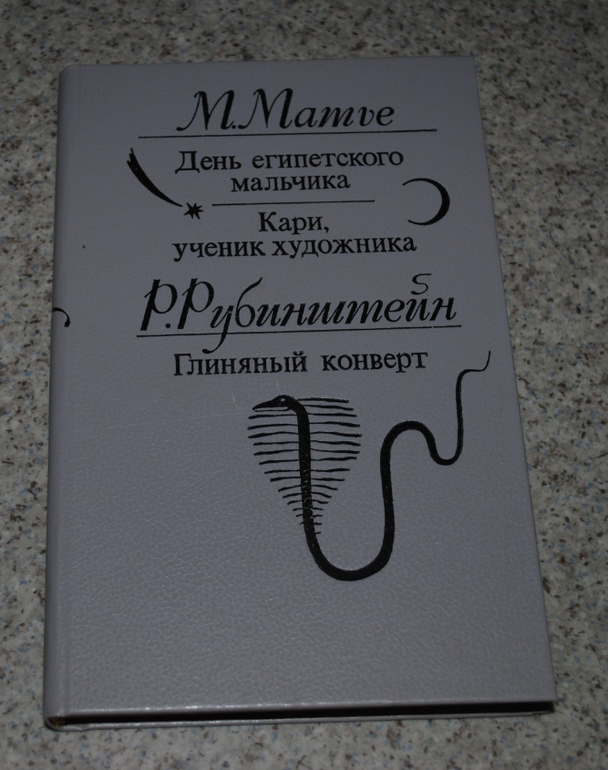 М. Матье
День египетского
мальчика
Кари,
ученик художника
Р. Рубинштейн
Глиняный конверт